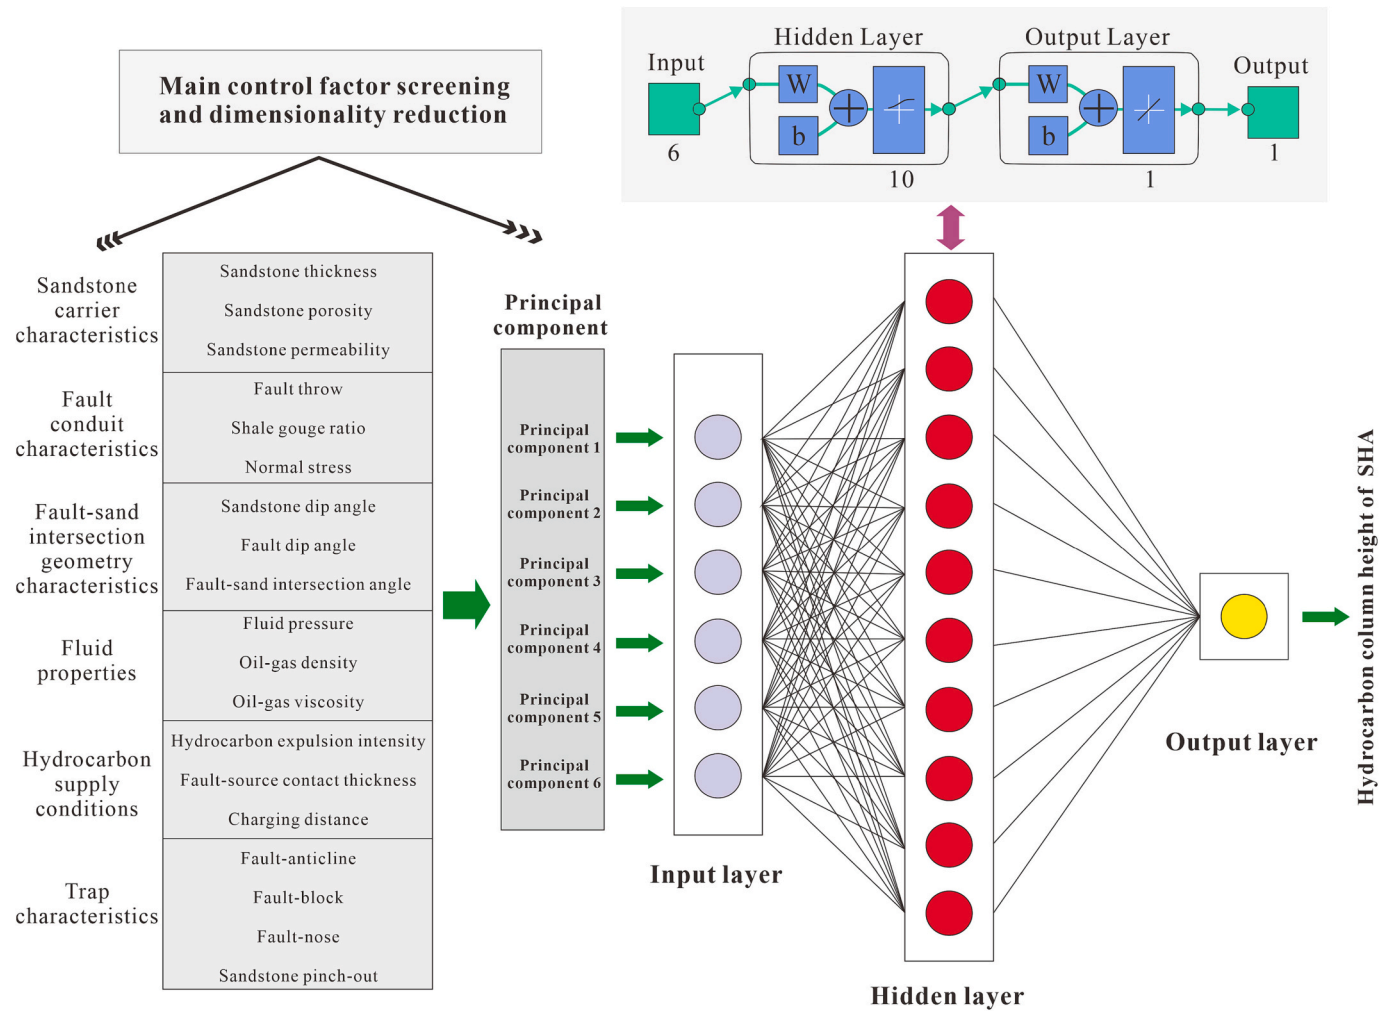 Main control factor screening
and dimensionality reduction
Input
6
Hidden Layer
W
b
10
Output Layer
W
b
1
Output
1
Sandstone
carrier
characteristics
Sandstone thickness
Sandstone porosity
Sandstone permeability
Fault
conduit
characteristics
Fault throw
Shale gouge ratio
Normal stress
Fault-sand
intersection
geometry
characteristics
Sandstone dip angle
Fault dip angle
Fault-sand intersection angle
Fluid
properties
Fluid pressure
Oil-gas density
Oil-gas viscosity
Hydrocarbon
supply
conditions
Hydrocarbon expulsion intensity
Fault-source contact thickness
Charging distance
Trap
characteristics
Fault-anticline
Fault-block
Fault-nose
Sandstone pinch-out
Principal
component
Principal
component 1
Principal
component 2
Principal
component 3
Principal
component 4
Principal
component 5
Principal
component 6
Input layer
Hidden layer
Output layer
Hydrocarbon column height of SHA